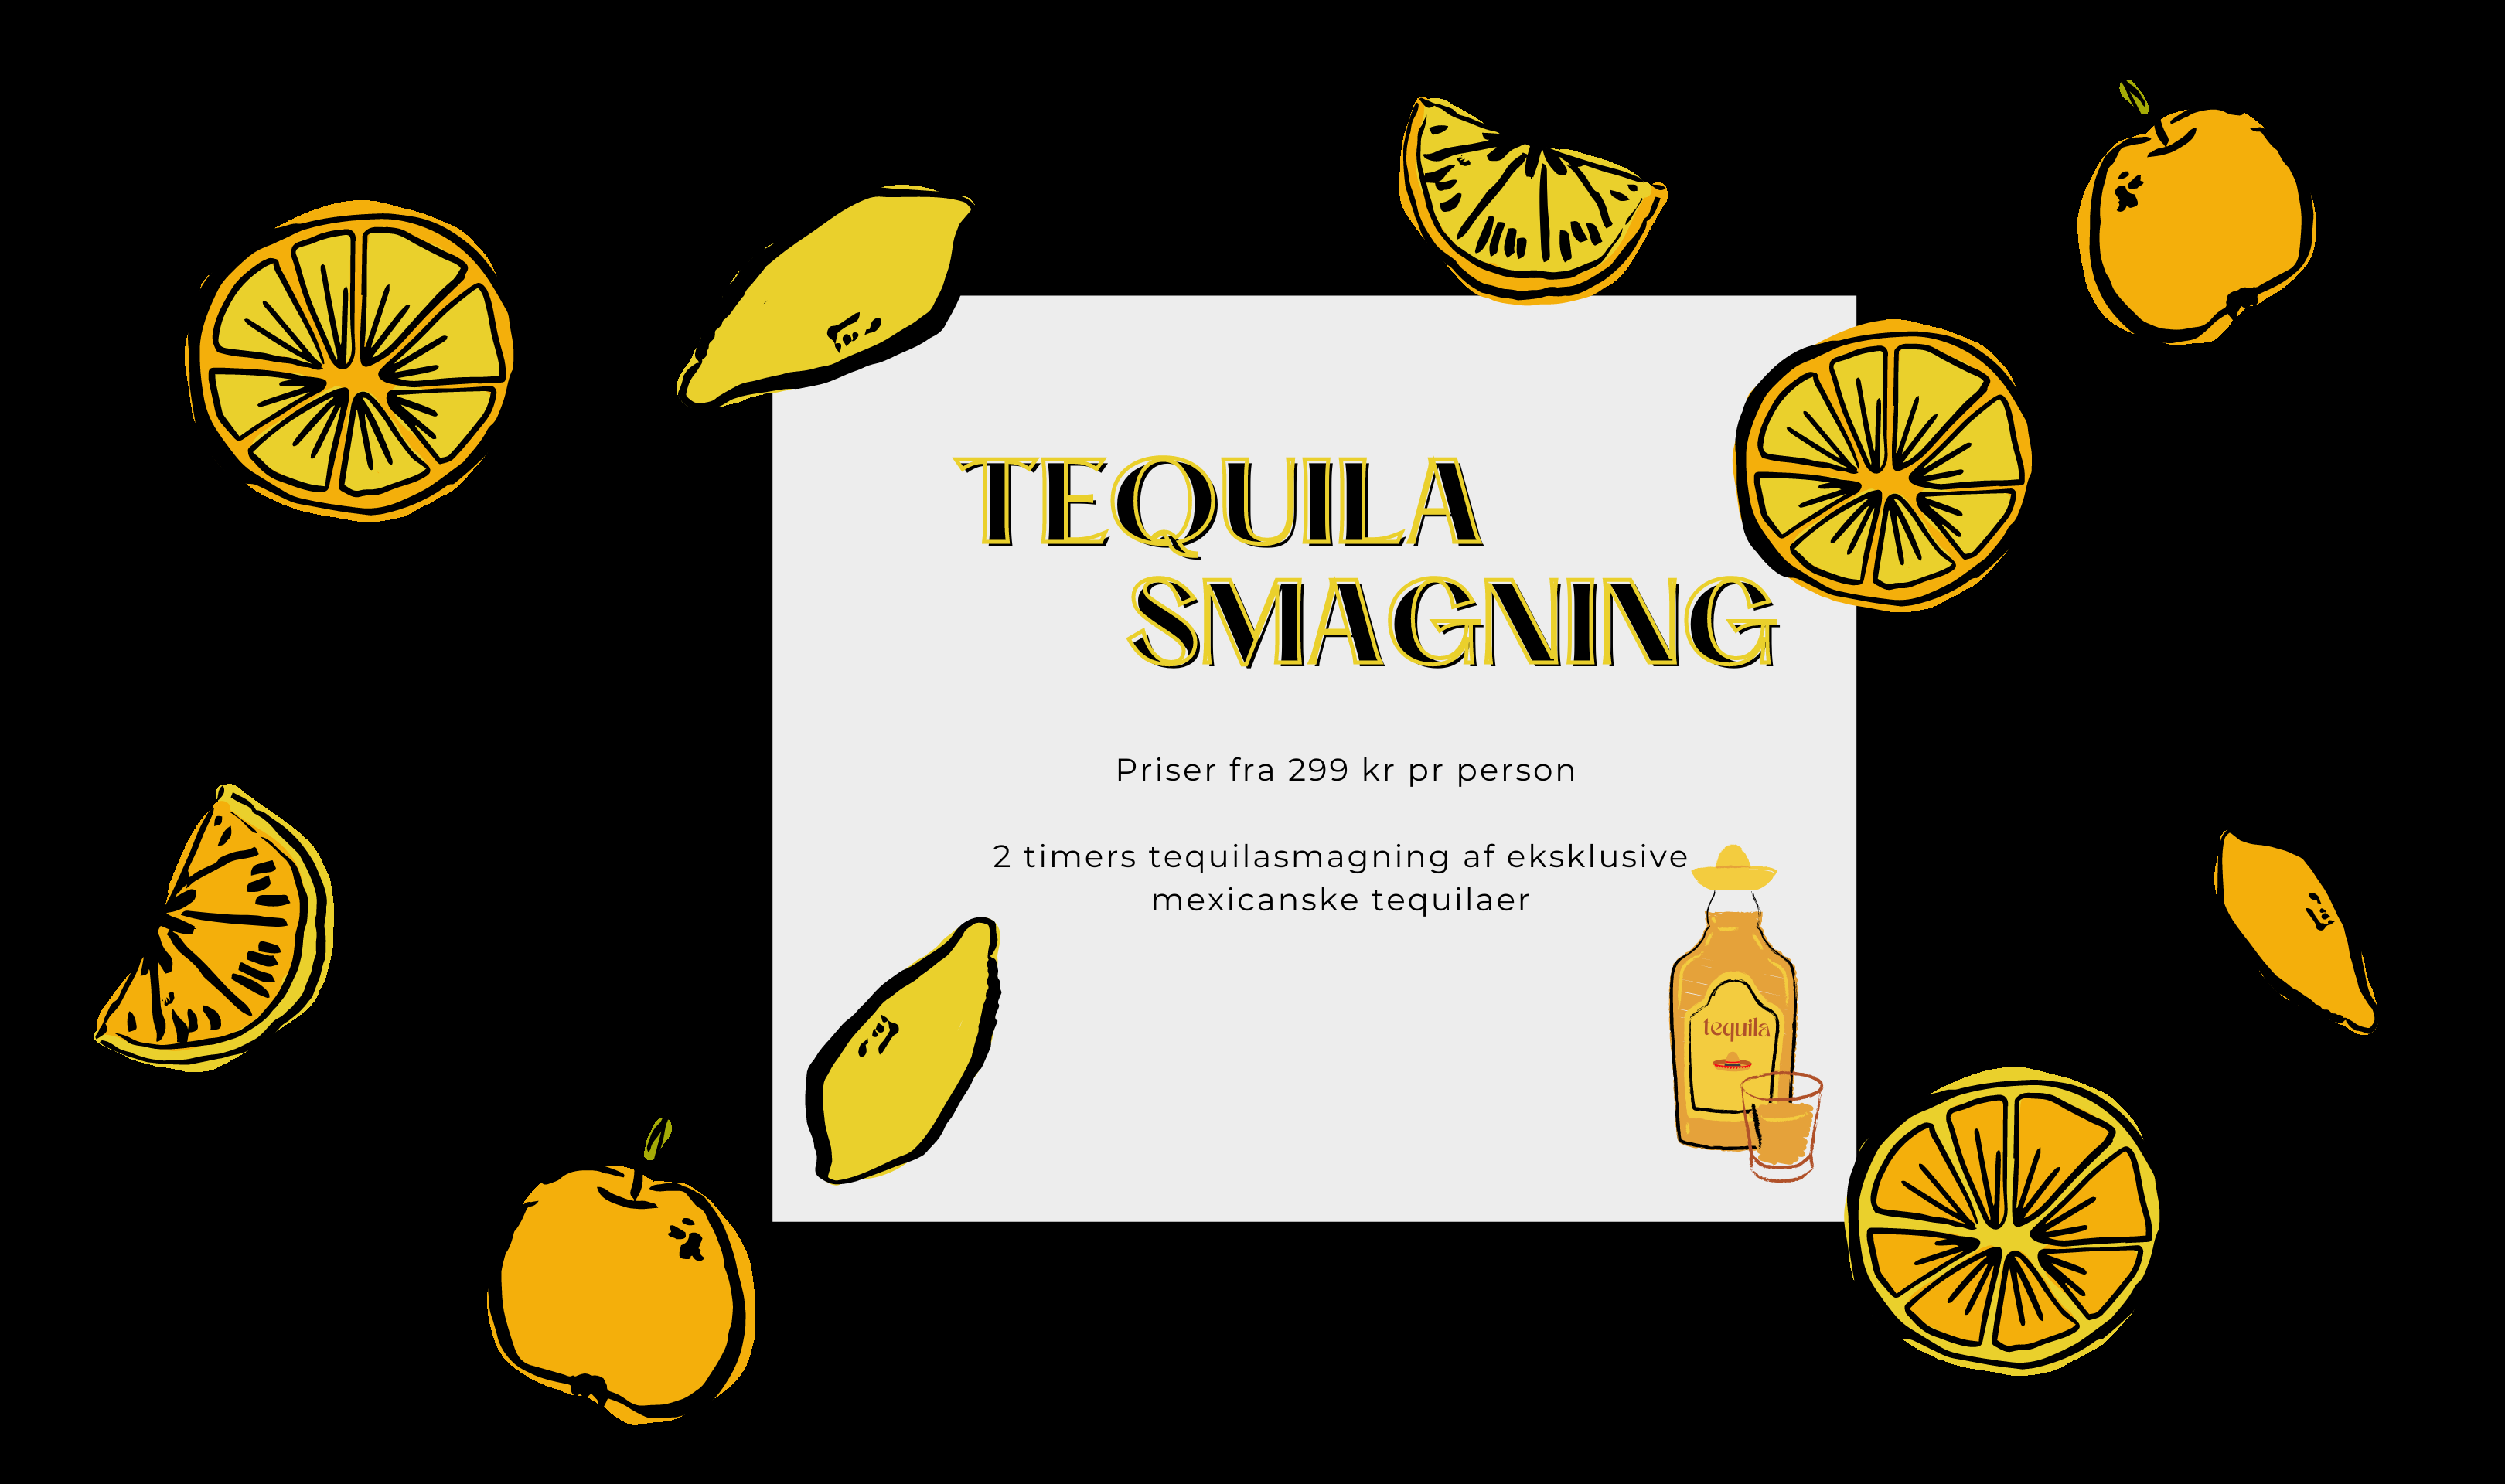 TEQUILA
SMAGNING
Priser fra 299 kr pr person
2 timers tequilasmagning af eksklusive
mexicanske tequilaer
tequila